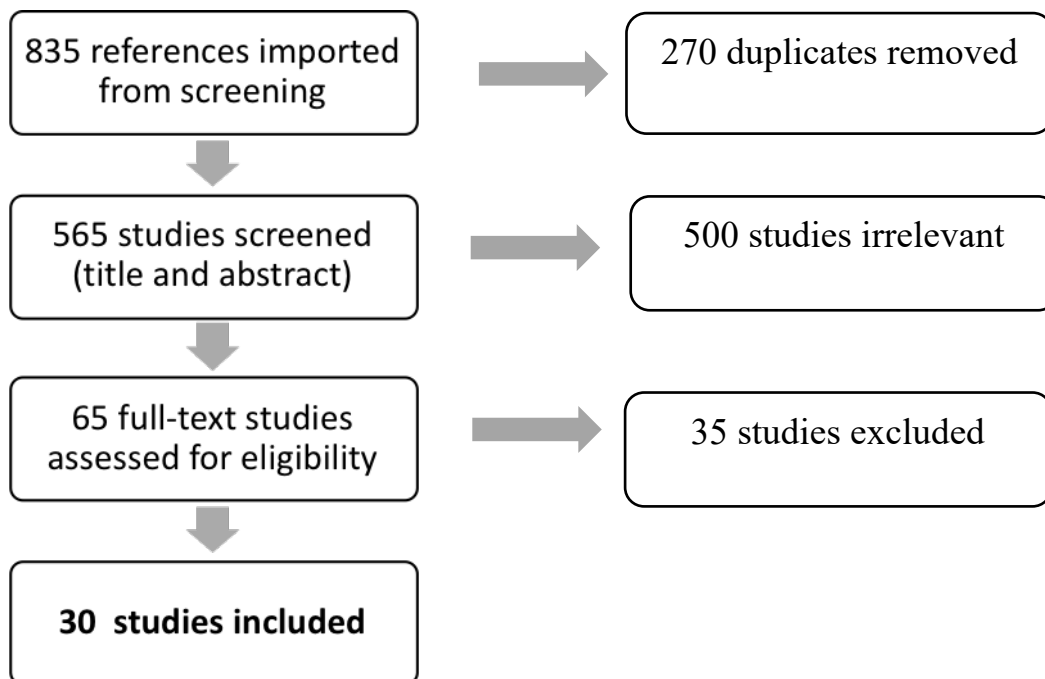 835 references imported
from screening
270 duplicates removed
565 studies screened
(title and abstract)
500 studies irrelevant
65 full-text studies
assessed for eligibility
35 studies excluded
30 studies included